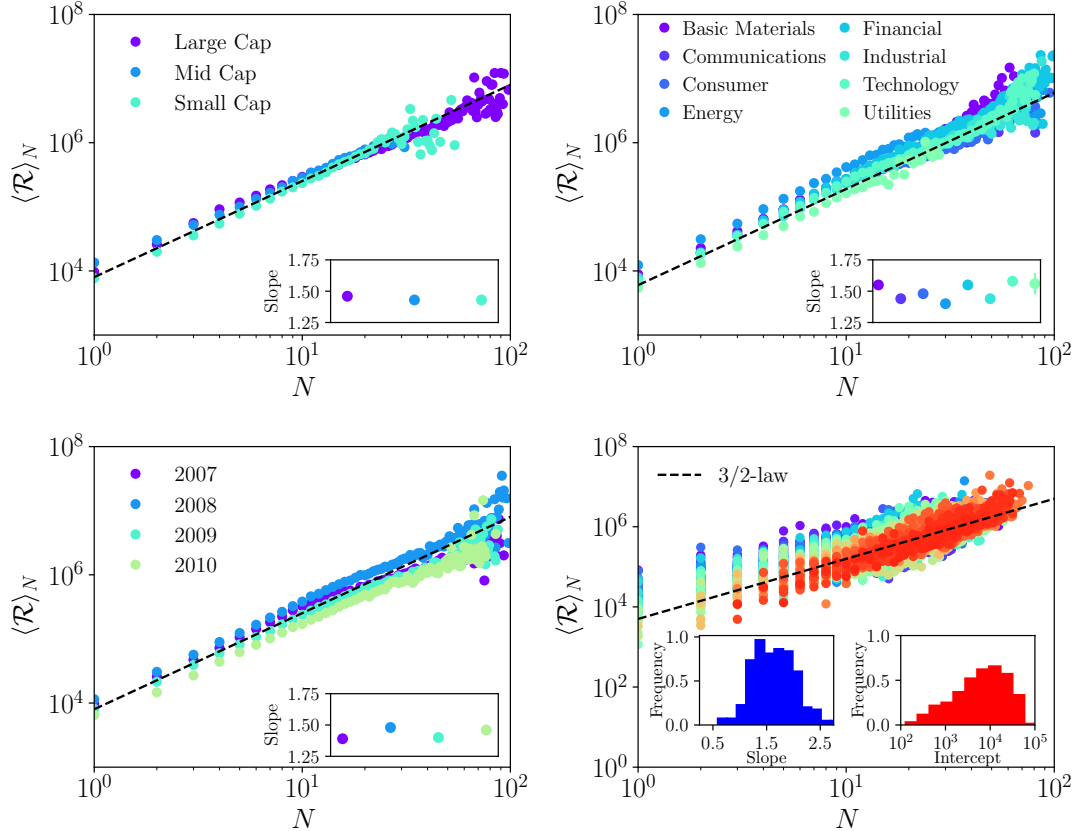 10^8
10^6
10^4
⟨R⟩_N
Large Cap
Mid Cap
Small Cap
Slope
1.75
1.50
1.25
10^0
10^1
10^2
N
10^8
10^6
10^4
⟨R⟩_N
Basic Materials
Communications
Consumer
Energy
Financial
Industrial
Technology
Utilities
Slope
1.75
1.50
1.25
10^0
10^1
10^2
N
10^8
10^6
10^4
⟨R⟩_N
2007
2008
2009
2010
Slope
1.75
1.50
1.25
10^0
10^1
10^2
N
10^8
10^6
10^4
10^2
10^0
⟨R⟩_N
3/2-law
Frequency
1.0
0.5
0.0
0.5
1.5
2.5
Slope
Frequency
1.0
0.5
0.0
10^2
10^3
10^4
10^5
Intercept
10^0
10^1
10^2
N